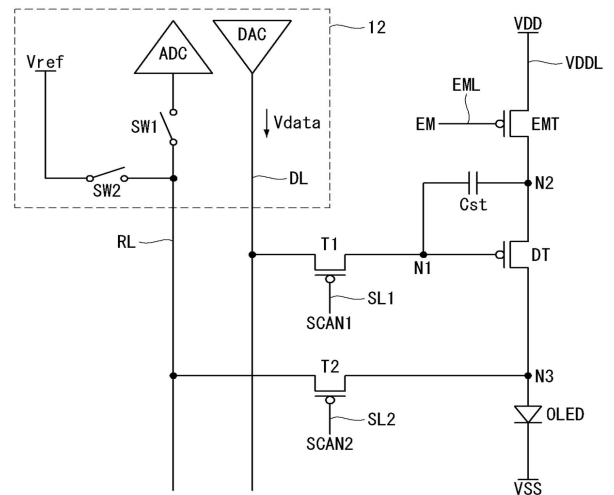 12
VDD
DAC
ADC
Vref
VDDL
EML
SW1
Vdata
EM
EMT
SW2
DL
N2
Cst
RL
T1
N1
DT
SL1
SCAN1
T2
N3
SL2
OLED
SCAN2
VSS